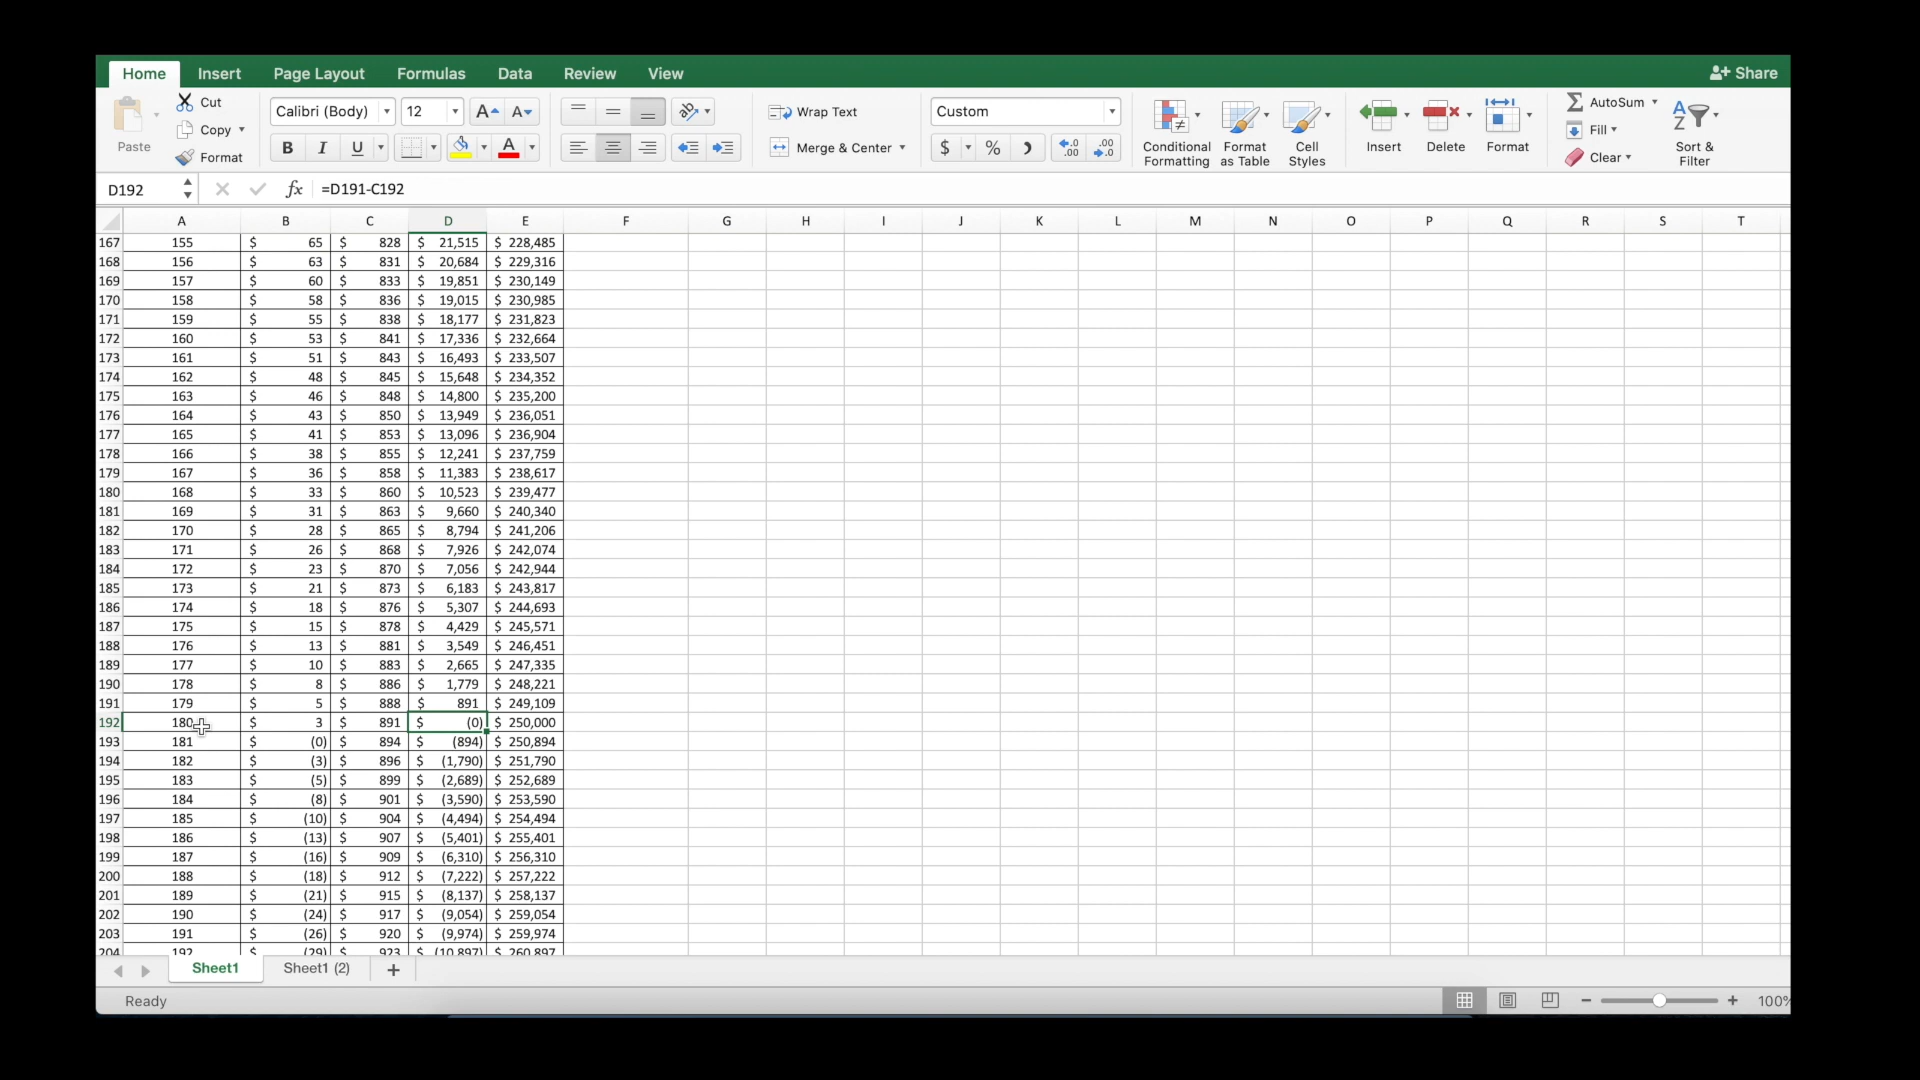 Home Insert Page Layout Formulas Data Review View Share
Cut Calibri (Body) 12 A A Wrap Text Custom AutoSum
Copy Fill
Paste Format B I U A Merge & Center $ % Conditional Formatting Format as Table Cell Styles Insert Delete Format Clear Sort & Filter
D192 fx =D191-C192
A B C D E F G H I J K L M N O P Q R S T
167 155 $ 65 $ 828 $ 21,515 $ 228,485
168 156 $ 63 $ 831 $ 20,684 $ 229,316
169 157 $ 60 $ 833 $ 19,851 $ 230,149
170 158 $ 58 $ 836 $ 19,015 $ 230,985
171 159 $ 55 $ 838 $ 18,177 $ 231,823
172 160 $ 53 $ 841 $ 17,336 $ 232,664
173 161 $ 51 $ 843 $ 16,493 $ 233,507
174 162 $ 48 $ 845 $ 15,648 $ 234,352
175 163 $ 46 $ 848 $ 14,800 $ 235,200
176 164 $ 43 $ 850 $ 13,949 $ 236,051
177 165 $ 41 $ 853 $ 13,096 $ 236,904
178 166 $ 38 $ 855 $ 12,241 $ 237,759
179 167 $ 36 $ 858 $ 11,383 $ 238,617
180 168 $ 33 $ 860 $ 10,523 $ 239,477
181 169 $ 31 $ 863 $ 9,660 $ 240,340
182 170 $ 28 $ 865 $ 8,794 $ 241,206
183 171 $ 26 $ 868 $ 7,926 $ 242,074
184 172 $ 23 $ 870 $ 7,056 $ 242,944
185 173 $ 21 $ 873 $ 6,183 $ 243,817
186 174 $ 18 $ 876 $ 5,307 $ 244,693
187 175 $ 15 $ 878 $ 4,429 $ 245,571
188 176 $ 13 $ 881 $ 3,549 $ 246,451
189 177 $ 10 $ 883 $ 2,665 $ 247,335
190 178 $ 8 $ 886 $ 1,779 $ 248,221
191 179 $ 5 $ 888 $ 891 $ 249,109
192 180 $ 3 $ 891 $ (0) $ 250,000
193 181 $ (0) $ 894 $ (894) $ 250,894
194 182 $ (3) $ 896 $ (1,790) $ 251,790
195 183 $ (5) $ 899 $ (2,689) $ 252,689
196 184 $ (8) $ 901 $ (3,590) $ 253,590
197 185 $ (10) $ 904 $ (4,494) $ 254,494
198 186 $ (13) $ 907 $ (5,401) $ 255,401
199 187 $ (16) $ 909 $ (6,310) $ 256,310
200 188 $ (18) $ 912 $ (7,222) $ 257,222
201 189 $ (21) $ 915 $ (8,137) $ 258,137
202 190 $ (24) $ 917 $ (9,054) $ 259,054
203 191 $ (26) $ 920 $ (9,974) $ 259,974
204 192 $ (29) $ 923 $ (10,897) $ 260,897
Sheet1 Sheet1 (2) +
Ready 100%